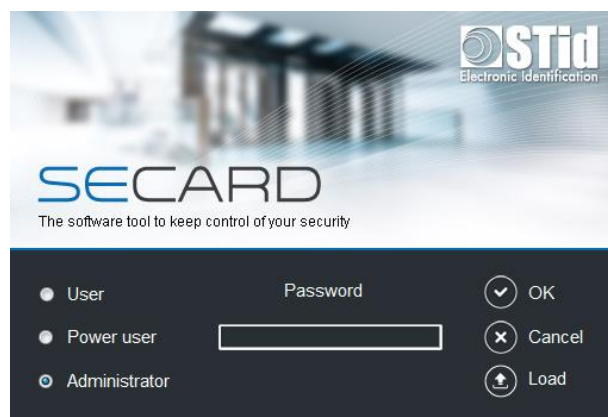 STid
Electronic Identification
SECARD
The software tool to keep control of your security
User
Password
OK
Power user
Cancel
Administrator
Load